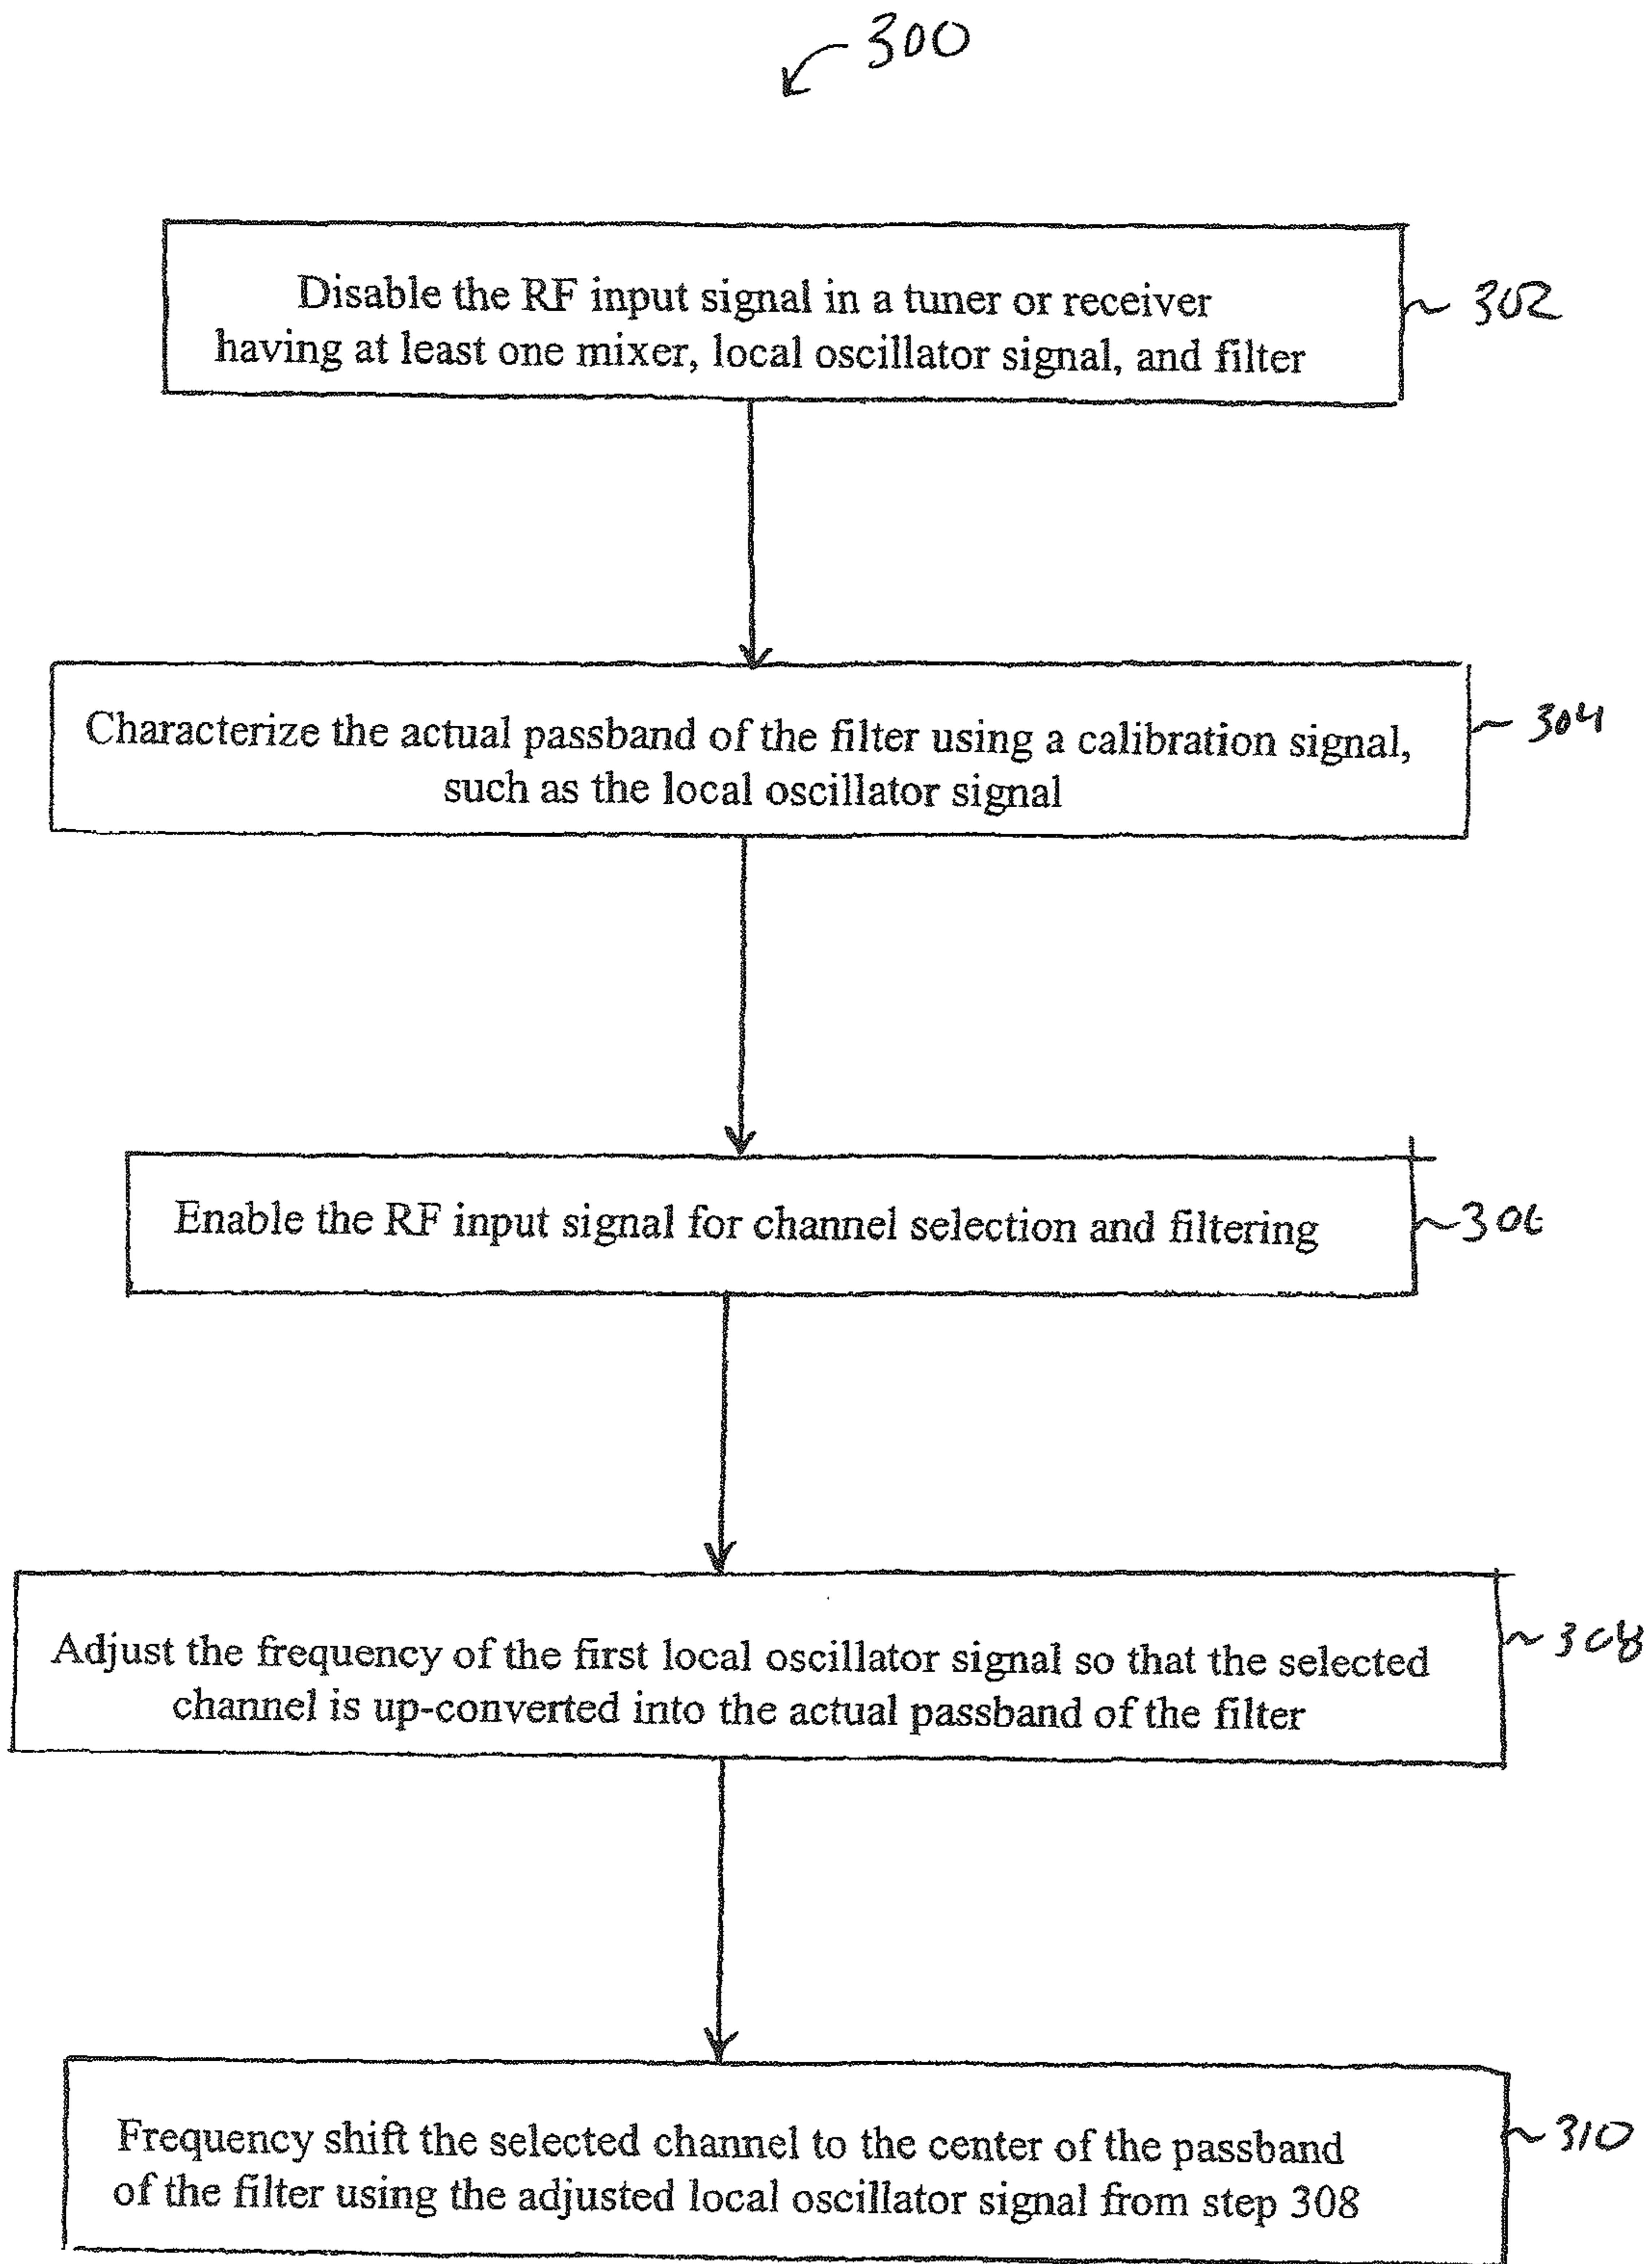 300
Disable the RF input signal in a tuner or receiver
having at least one mixer, local oscillator signal, and filter
302
Characterize the actual passband of the filter using a calibration signal,
such as the local oscillator signal
304
Enable the RF input signal for channel selection and filtering
306
Adjust the frequency of the first local oscillator signal so that the selected
channel is up-converted into the actual passband of the filter
308
Frequency shift the selected channel to the center of the passband
of the filter using the adjusted local oscillator signal from step 308
310